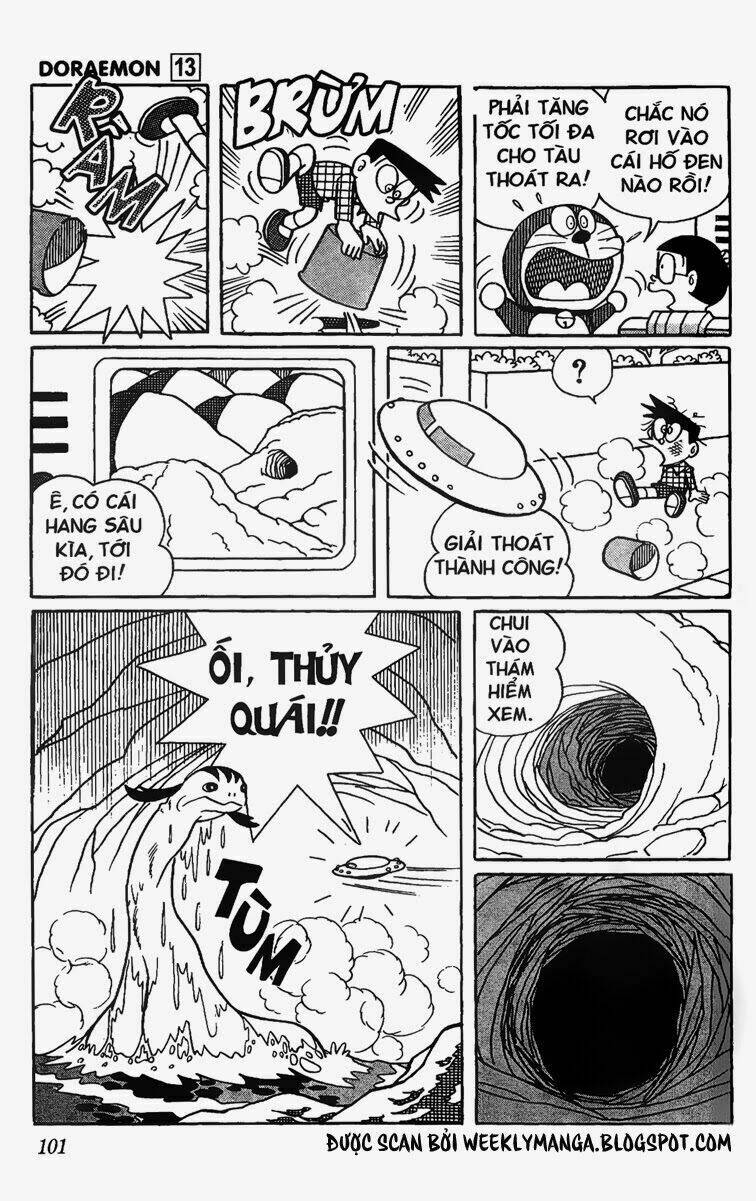 DORAEMON 13
CHẮC NÓ
RƠI VÀO
CÁI HỐ ĐEN
NÀO RỒI!
PHẢI TĂNG
TỐC TỐI ĐA
CHO TÀU
THOÁT RA!
BRỪM
RẦM
?
GIẢI THOÁT
THÀNH CÔNG!
Ê, CÓ CÁI
HANG SÂU
KÌA, TỚI
ĐÓ ĐI!
CHUI
VÀO
THÁM
HIỂM
XEM.
ỐI, THỦY
QUÁI!!
TÙM
101
ĐƯỢC SCAN BỞI WEEKLYMANGA.BLOGSPOT.COM